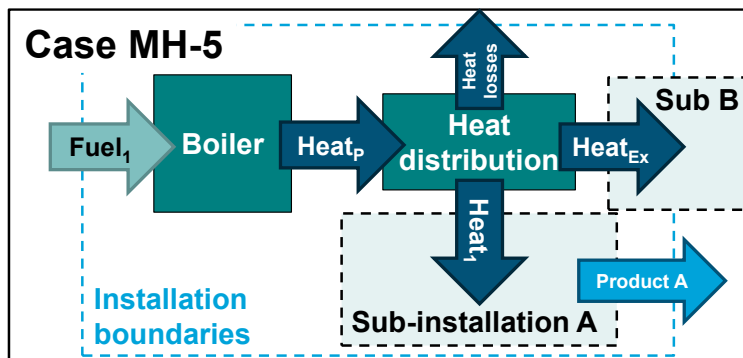 Case MH-5
Heat
losses
Sub B
Fuel1
Boiler
HeatP
Heat
distribution
HeatEx
Heat1
Product A
Installation
boundaries
Sub-installation A